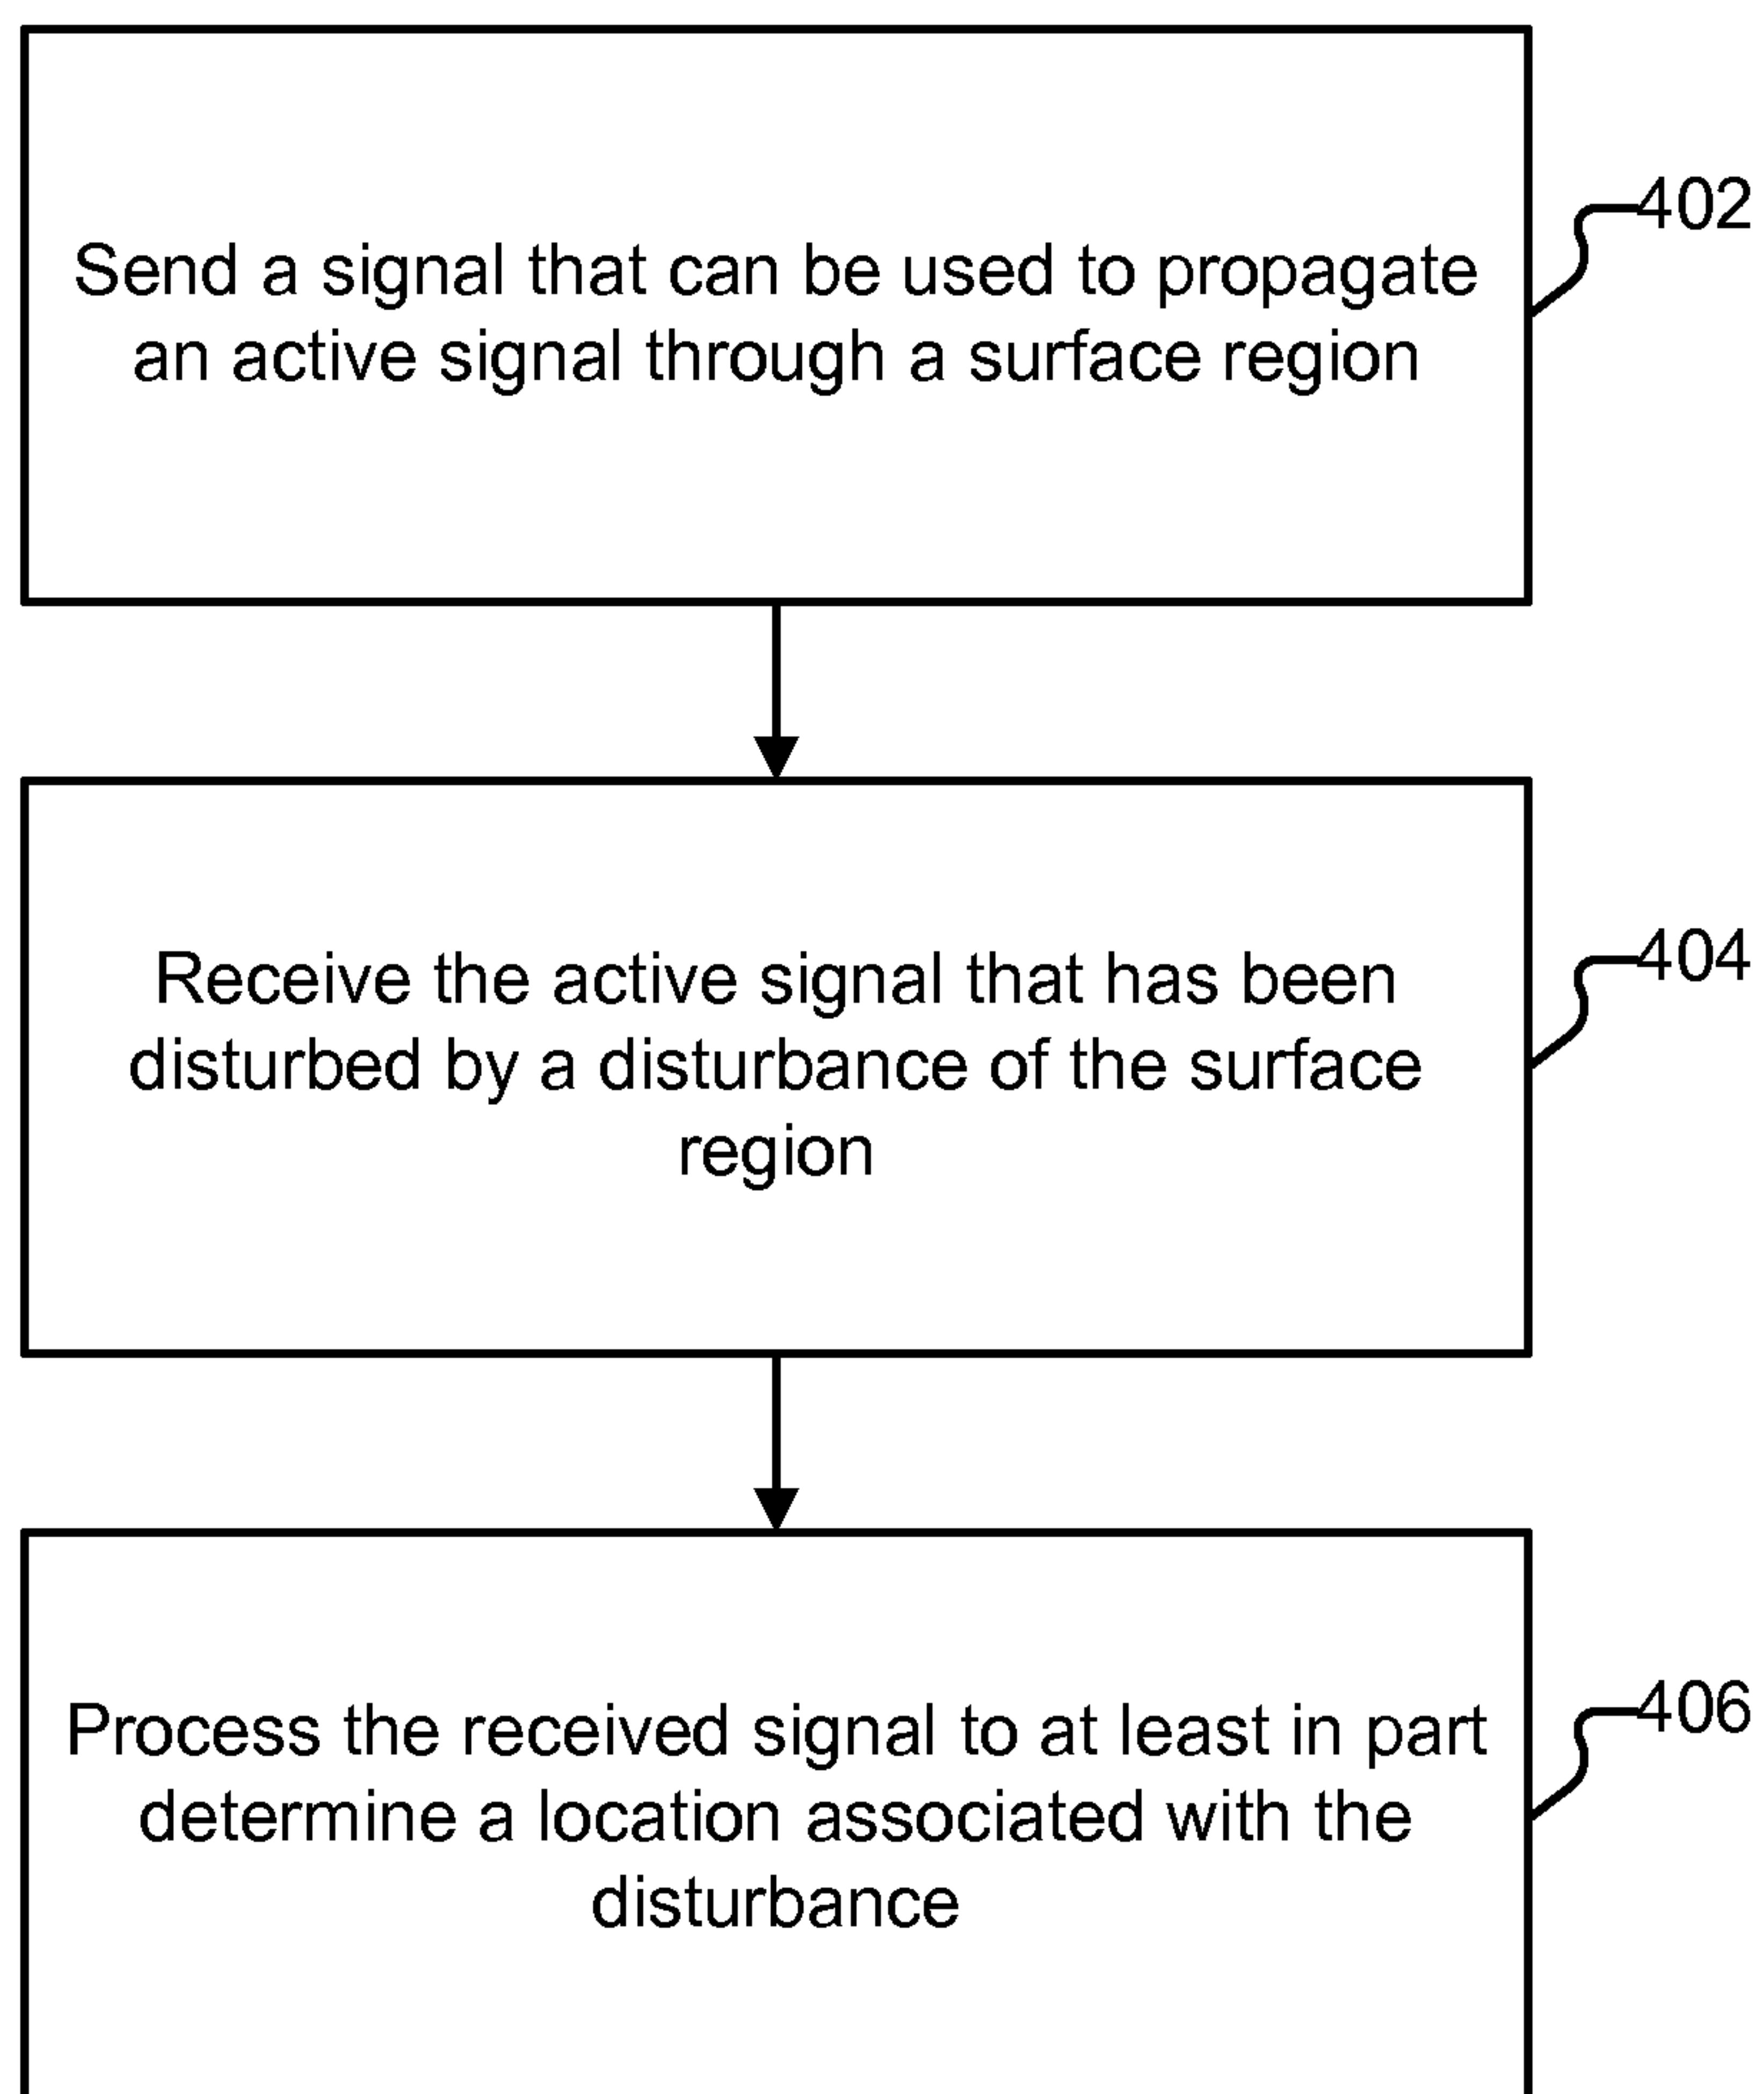 402
Send a signal that can be used to propagate
an active signal through a surface region
404
Receive the active signal that has been
disturbed by a disturbance of the surface
region
406
Process the received signal to at least in part
determine a location associated with the
disturbance